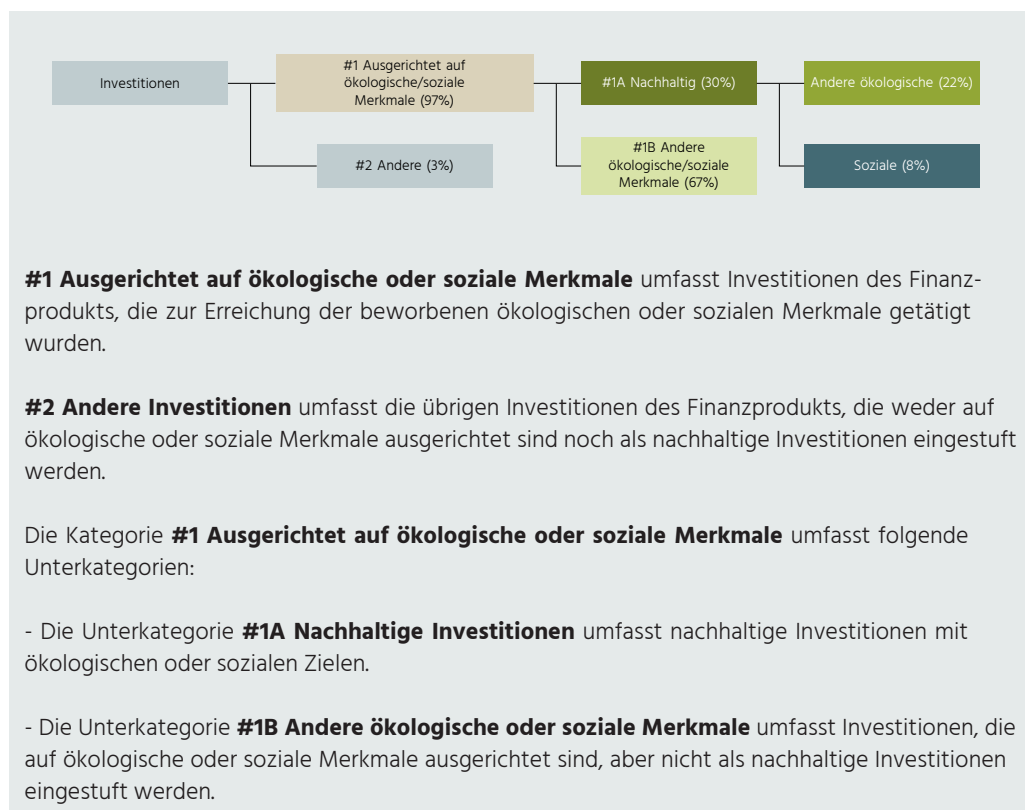 Investitionen
#1 Ausgerichtet auf
ökologische/soziale
Merkmale (97%)
#1A Nachhaltig (30%)
Andere ökologische (22%)
#2 Andere (3%)
#1B Andere
ökologische/soziale
Merkmale (67%)
Soziale (8%)
#1 Ausgerichtet auf ökologische oder soziale Merkmale umfasst Investitionen des Finanz-
produkts, die zur Erreichung der beworbenen ökologischen oder sozialen Merkmale getätigt
wurden.
#2 Andere Investitionen umfasst die übrigen Investitionen des Finanzprodukts, die weder auf
ökologische oder soziale Merkmale ausgerichtet sind noch als nachhaltige Investitionen eingestuft
werden.
Die Kategorie #1 Ausgerichtet auf ökologische oder soziale Merkmale umfasst folgende
Unterkategorien:
- Die Unterkategorie #1A Nachhaltige Investitionen umfasst nachhaltige Investitionen mit
ökologischen oder sozialen Zielen.
- Die Unterkategorie #1B Andere ökologische oder soziale Merkmale umfasst Investitionen, die
auf ökologische oder soziale Merkmale ausgerichtet sind, aber nicht als nachhaltige Investitionen
eingestuft werden.